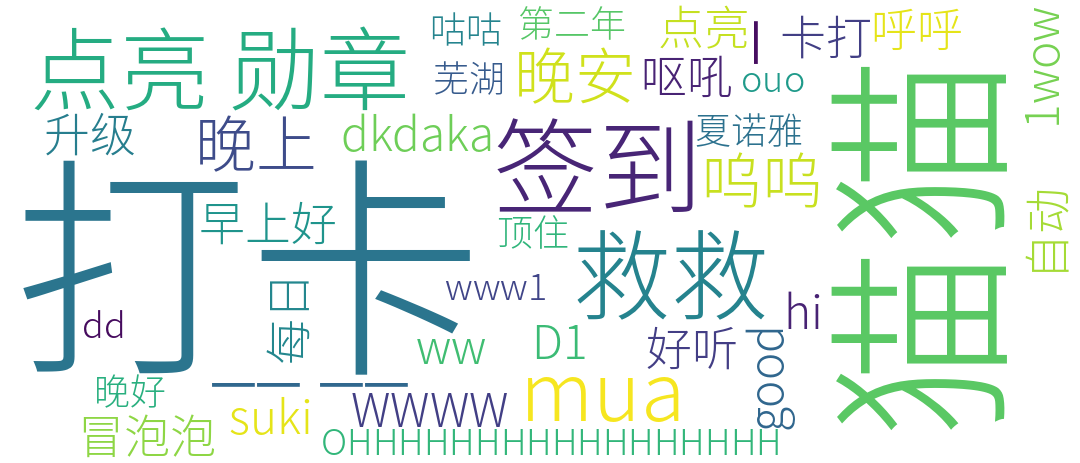 点亮 勋章
咕咕
第二年
点亮
|
卡打
呼呼
1wow
芜湖
晚安
呕吼
ouo
升级
晚上
dkdaka
签到
夏诺雅
呜呜
猫猫
打卡
早上好
顶住
救救
自动
每日
www1
hi
dd
ww
D1
好听
good
晚好
__ __
wwww
mua
冒泡泡
suki
OHHHHHHHHHHHHHHHHH